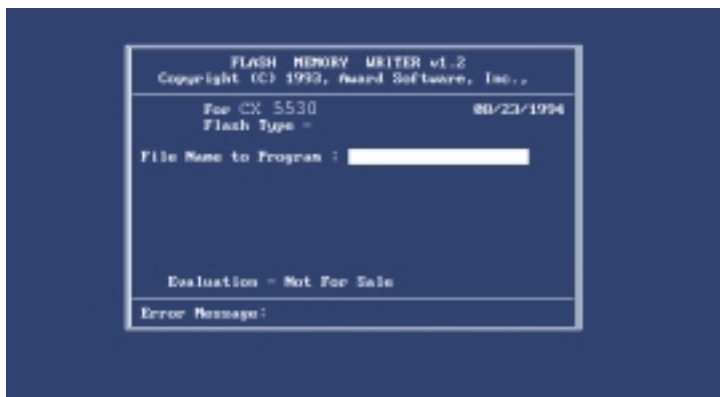 FLASH MEMORY WRITER v1.2
Copyright (C) 1993, Award Software, Inc.,
For CX 5530 08/23/1994
Flash Type -
File Name to Program :
Evaluation - Not For Sale
Error Message: